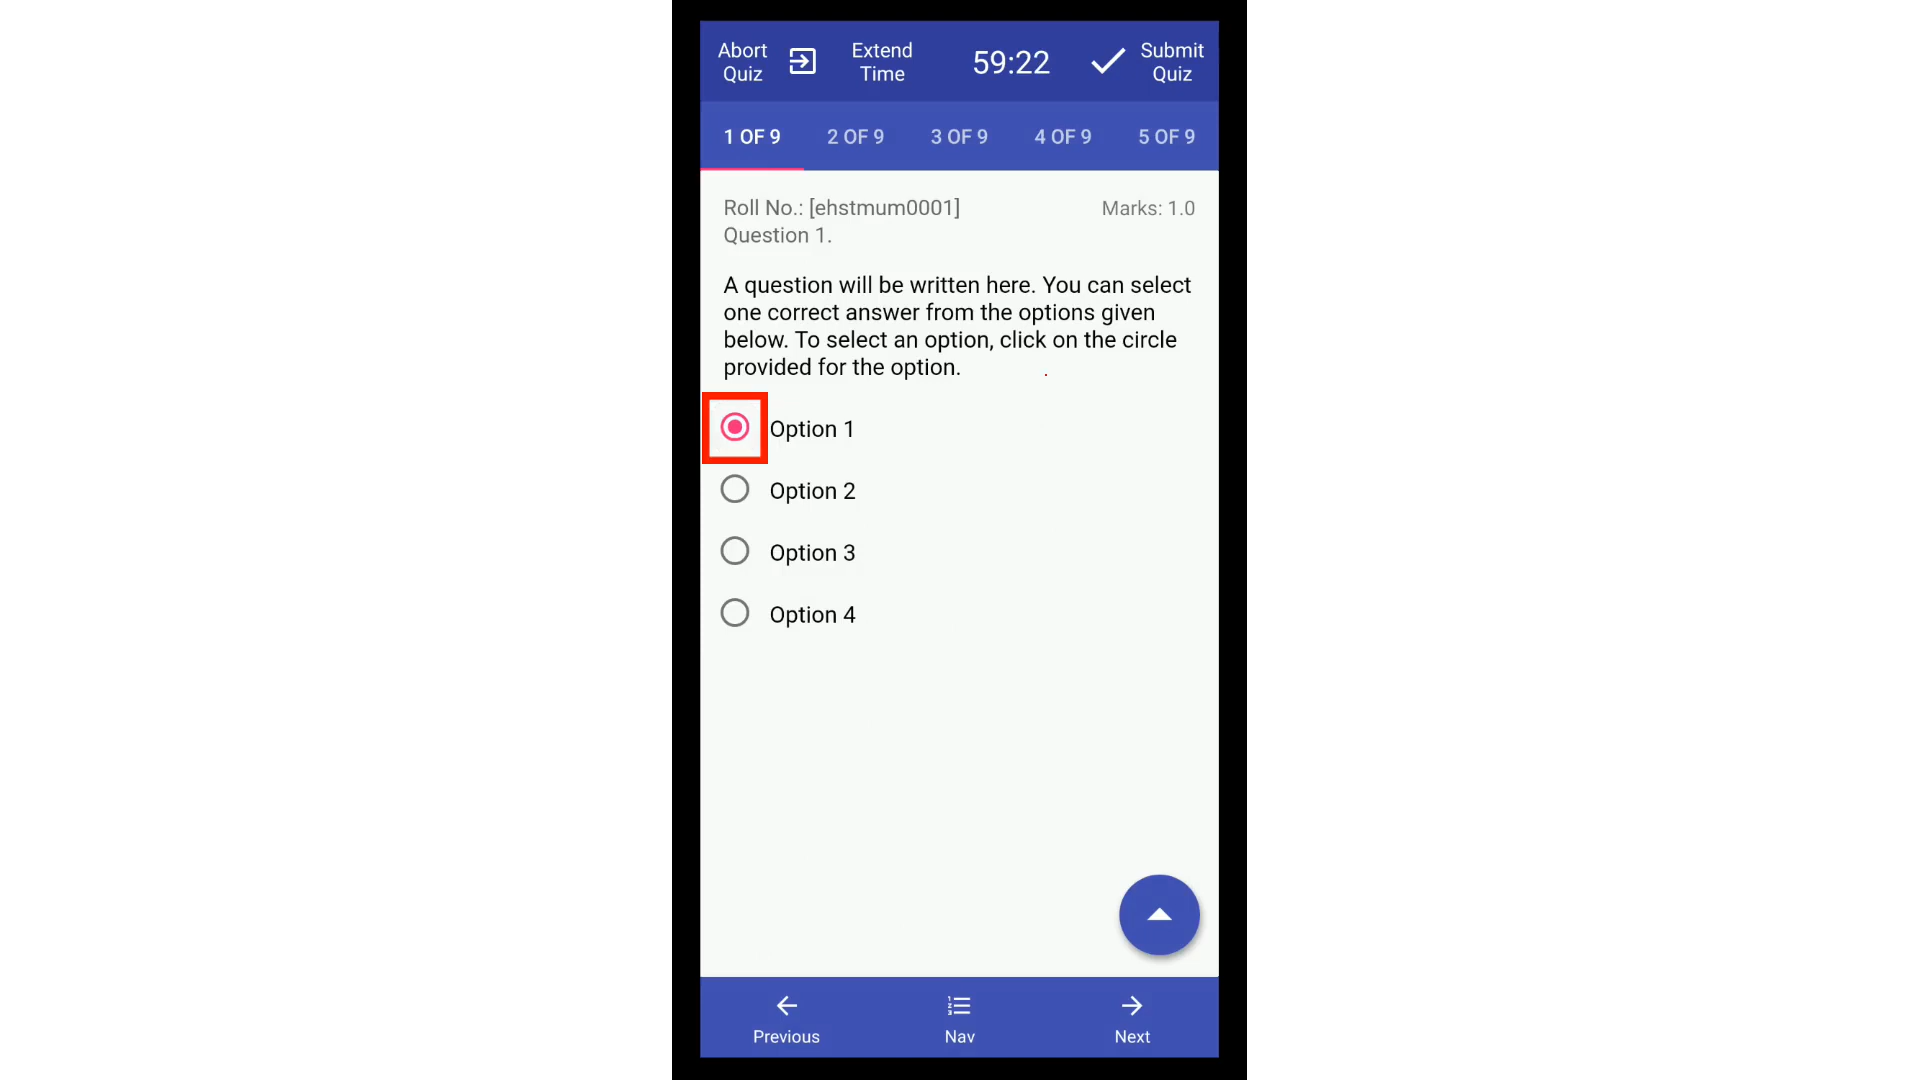 Abort
Quiz
Extend
Time
59:22
Submit
Quiz
1 OF 9
2 OF 9
3 OF 9
4 OF 9
5 OF 9
Roll No.: [ehstmum0001]
Marks: 1.0
Question 1.
A question will be written here. You can select
one correct answer from the options given
below. To select an option, click on the circle
provided for the option.
Option 1
Option 2
Option 3
Option 4
Previous
Nav
Next